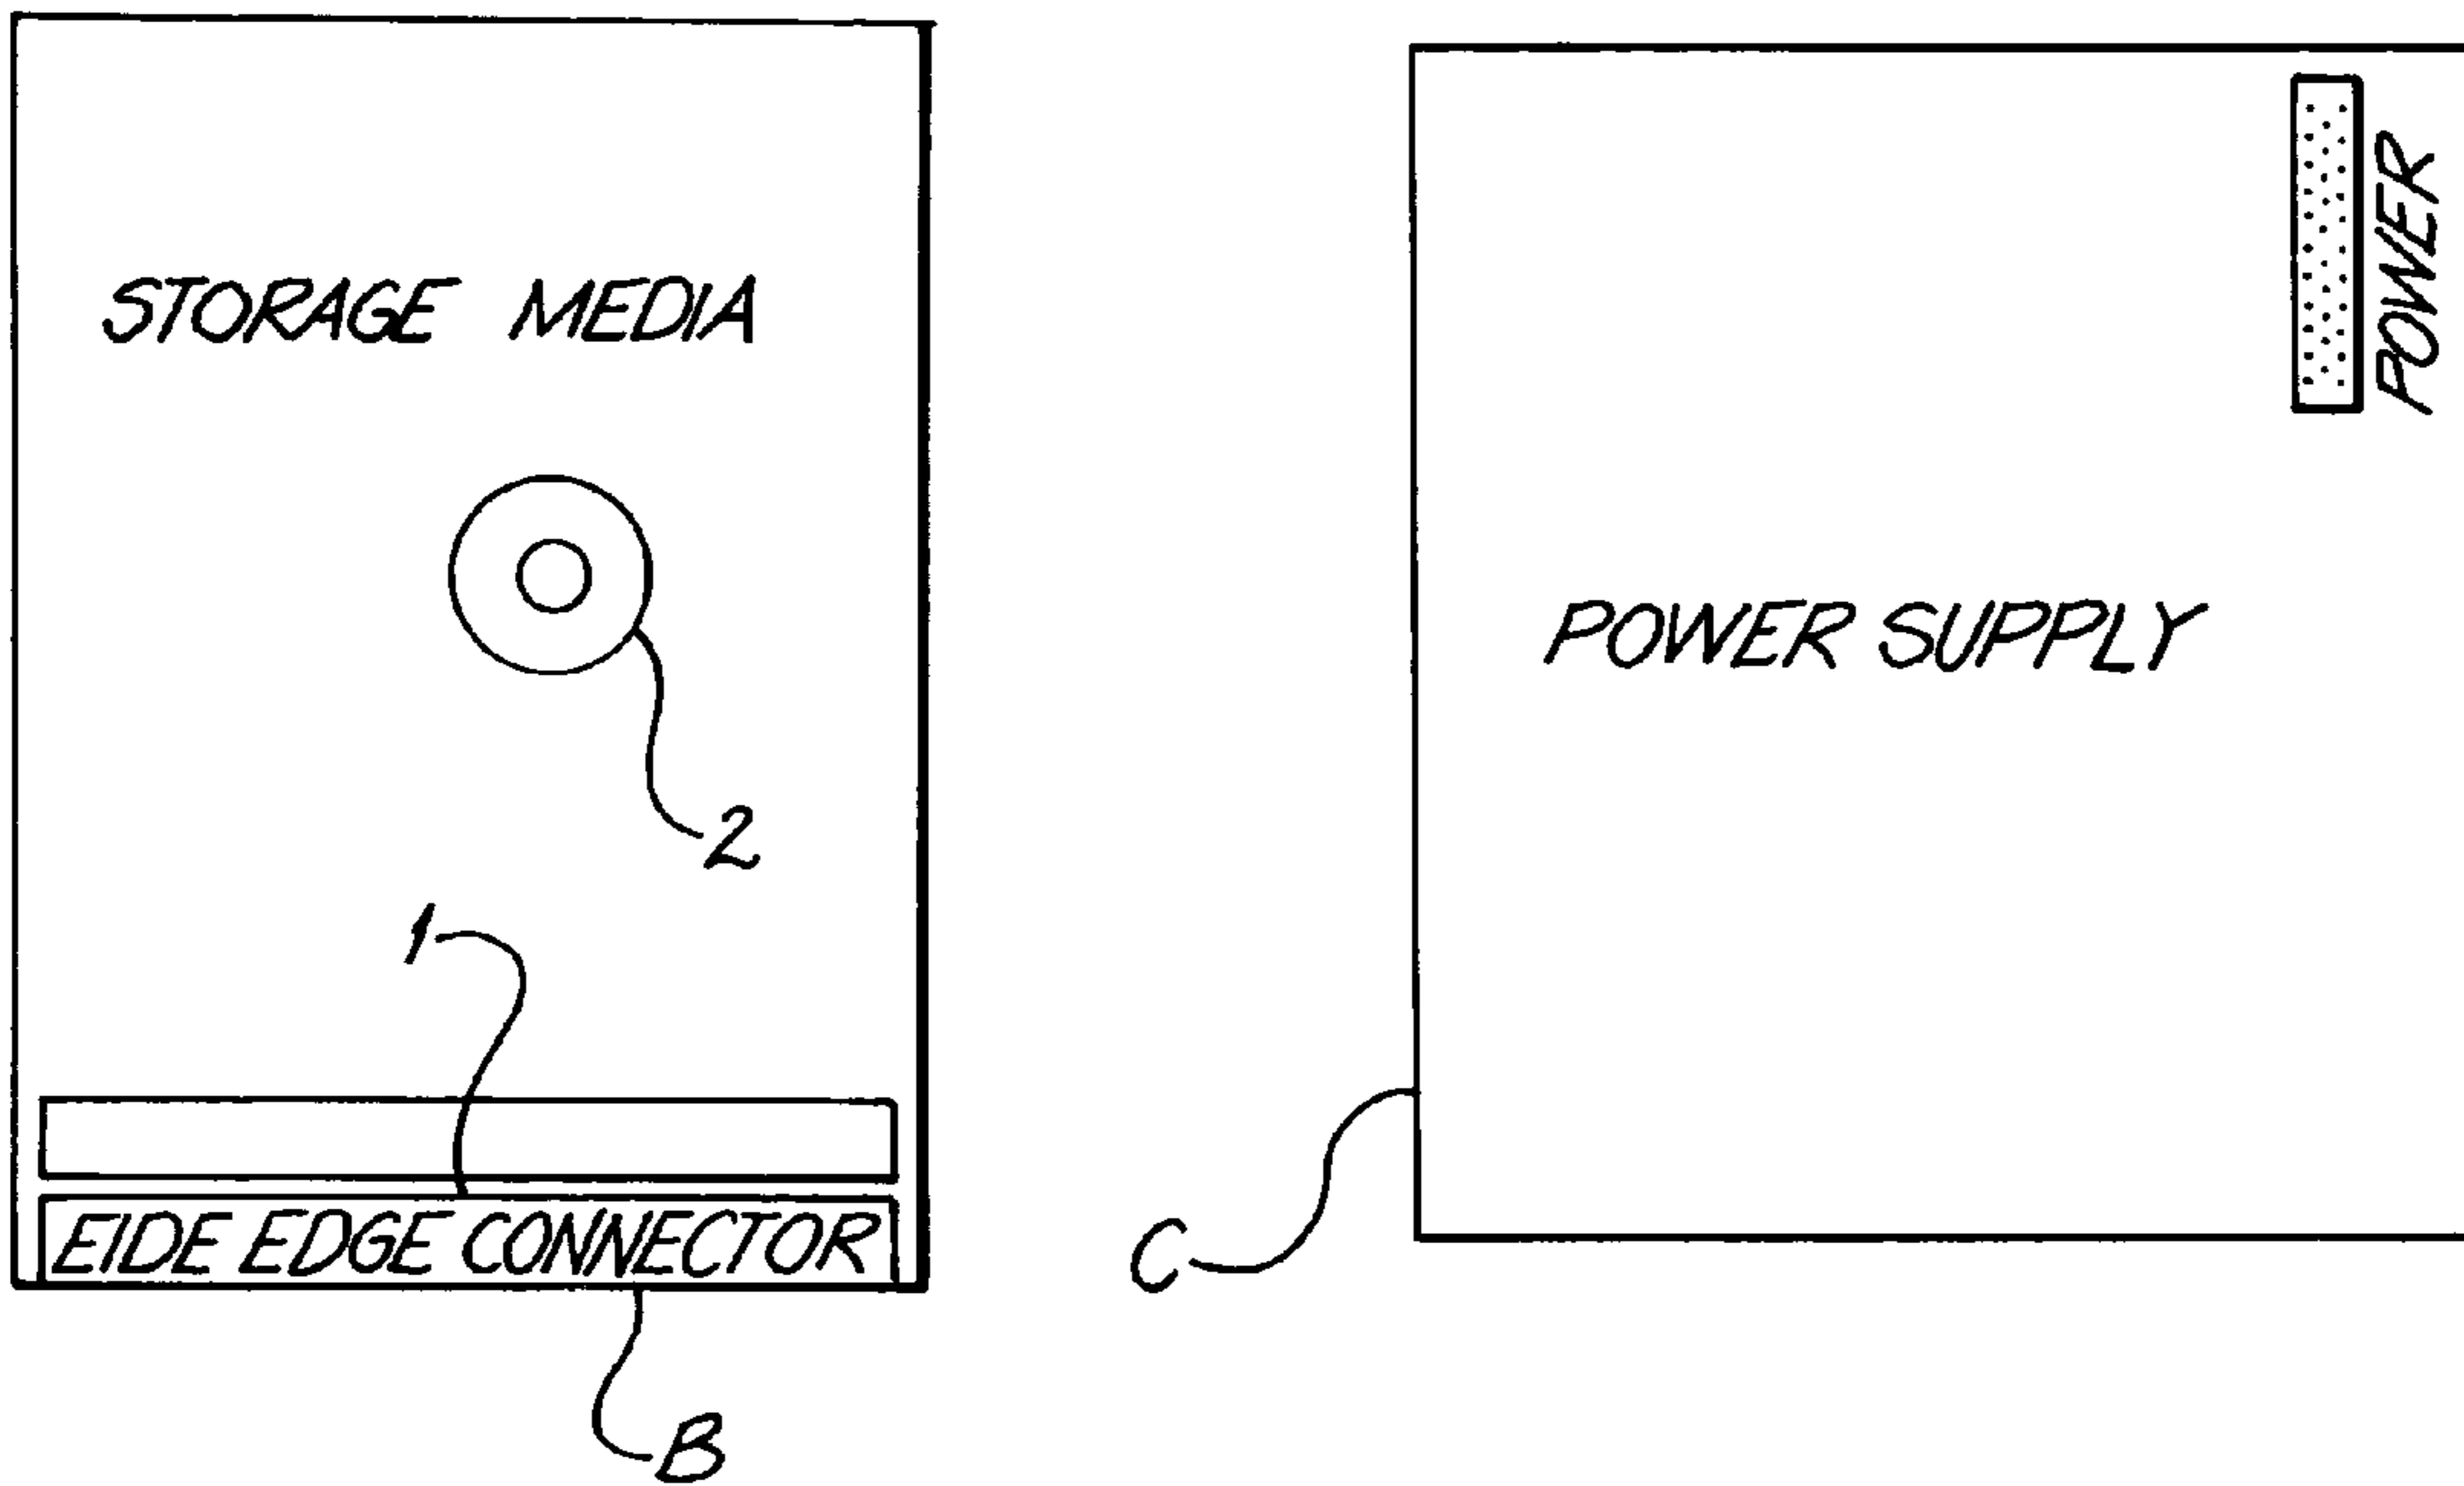 STORAGE MEDIA
2
1
EIDE EDGE CONNECTOR
B
POWER
POWER SUPPLY
C